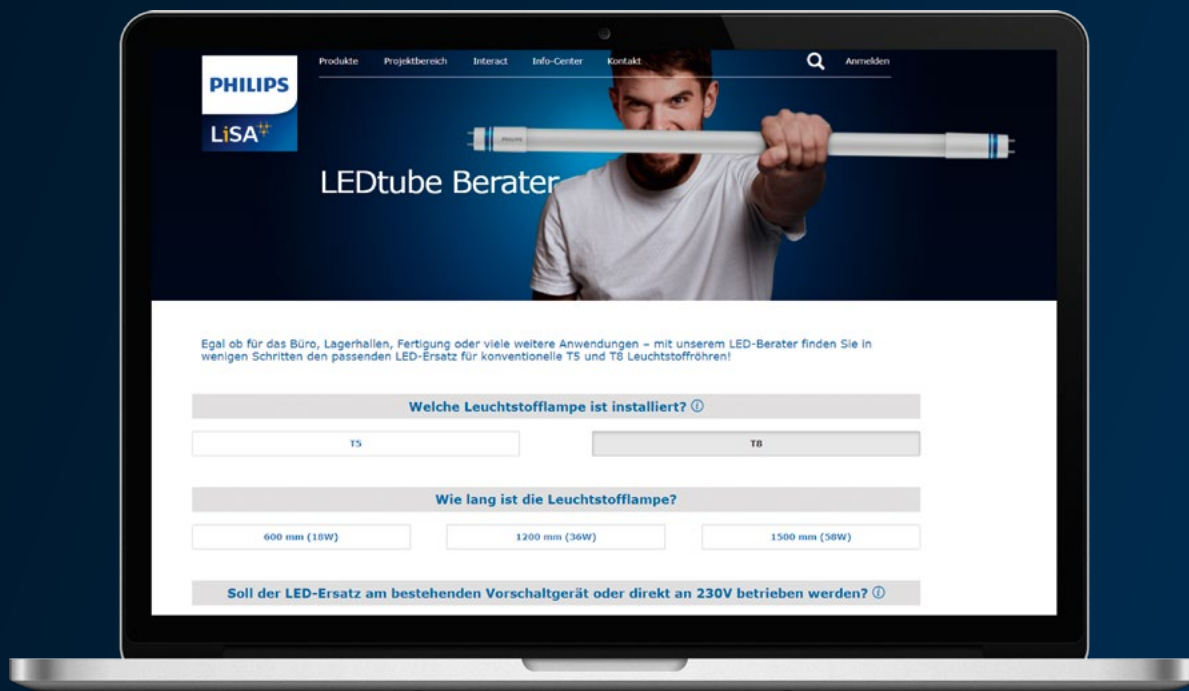 Produkte Projektbereich Interact Info-Center Kontakt Anmelden
PHILIPS
LiSA
PHILIPS
LEDtube Berater
Egal ob für das Büro, Lagerhallen, Fertigung oder viele weitere Anwendungen – mit unserem LED-Berater finden Sie in
wenigen Schritten den passenden LED-Ersatz für konventionelle T5 und T8 Leuchtstoffröhren!
Welche Leuchtstofflampe ist installiert? i
T5 T8
Wie lang ist die Leuchtstofflampe?
600 mm (18W) 1200 mm (36W) 1500 mm (58W)
Soll der LED-Ersatz am bestehenden Vorschaltgerät oder direkt an 230V betrieben werden? i